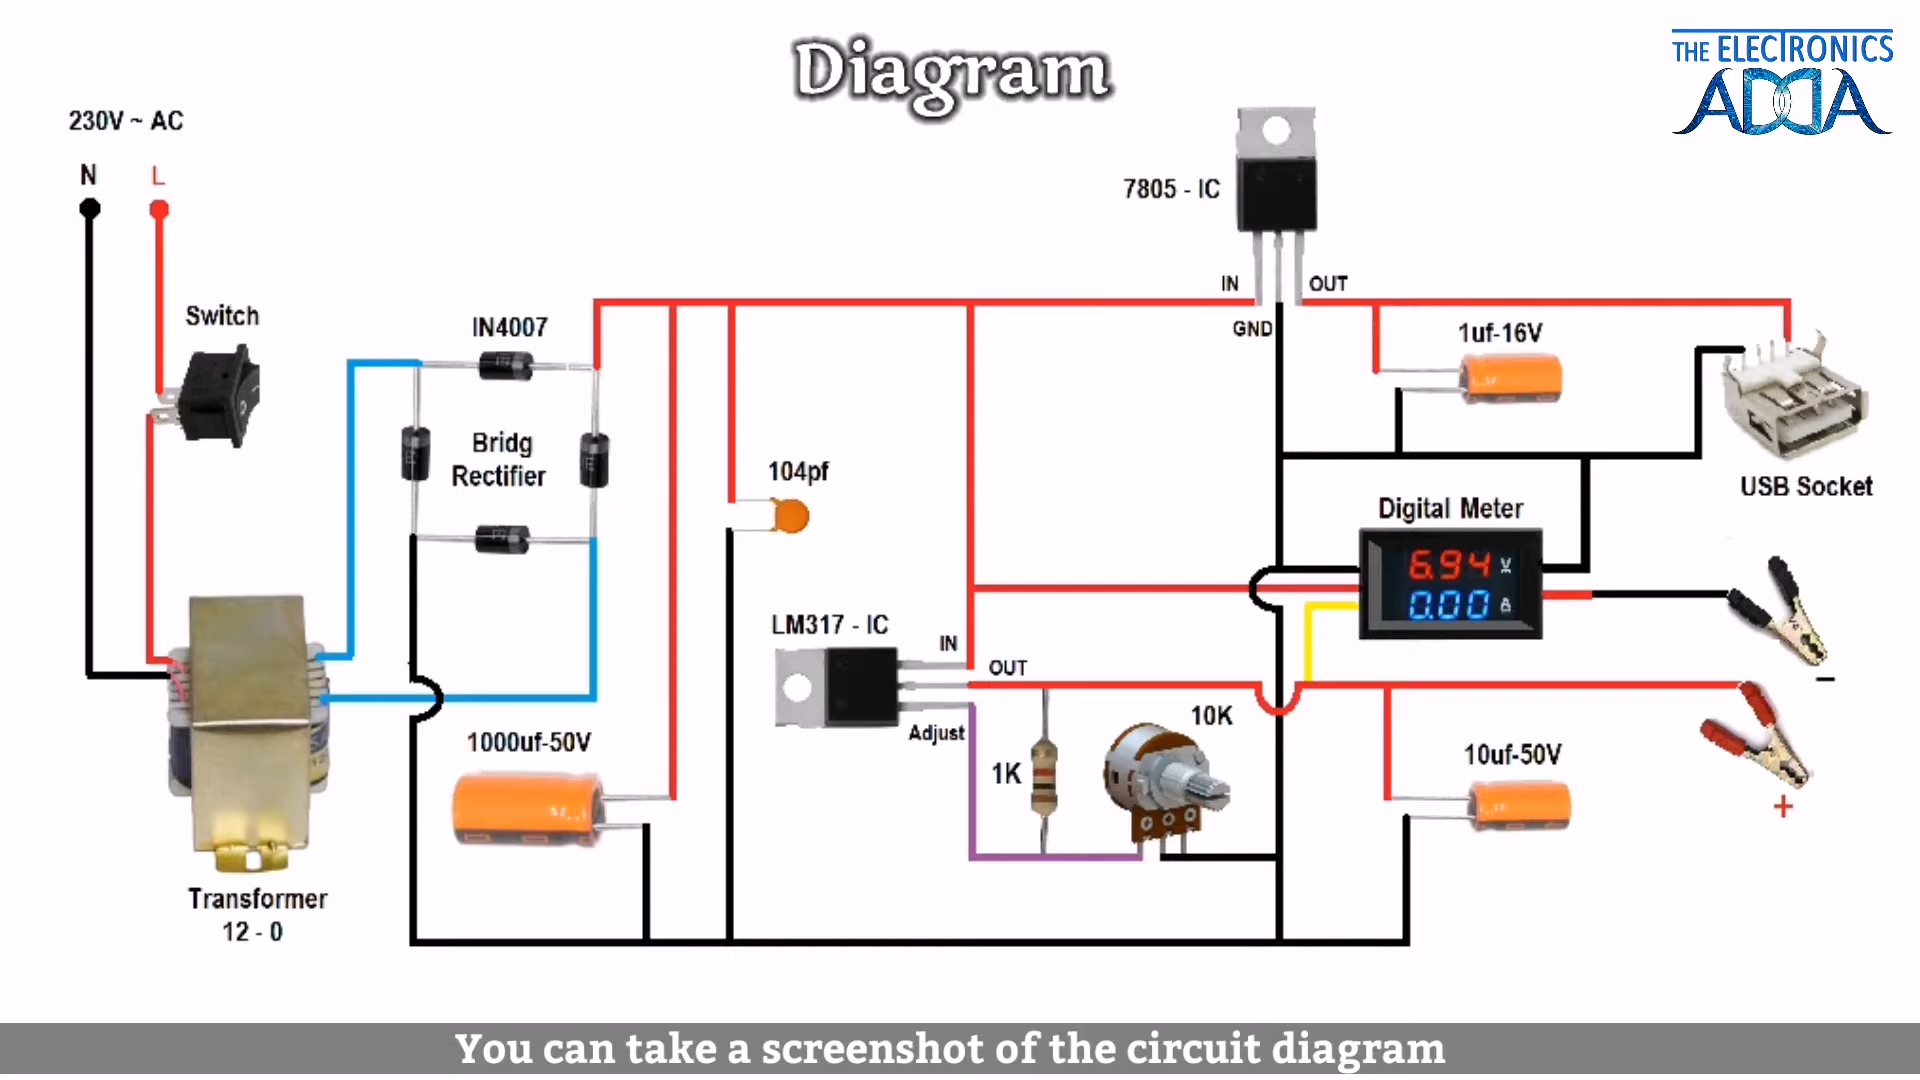 Diagram
THE ELECTRONICS
ADDA
230V ~ AC
N
L
7805 - IC
IN
OUT
GND
Switch
IN4007
Bridg
Rectifier
1uf-16V
USB Socket
104pf
Digital Meter
6.94 V
0.00 A
LM317 - IC
IN
OUT
Adjust
1K
10K
1000uf-50V
10uf-50V
−
+
Transformer
12 - 0
You can take a screenshot of the circuit diagram